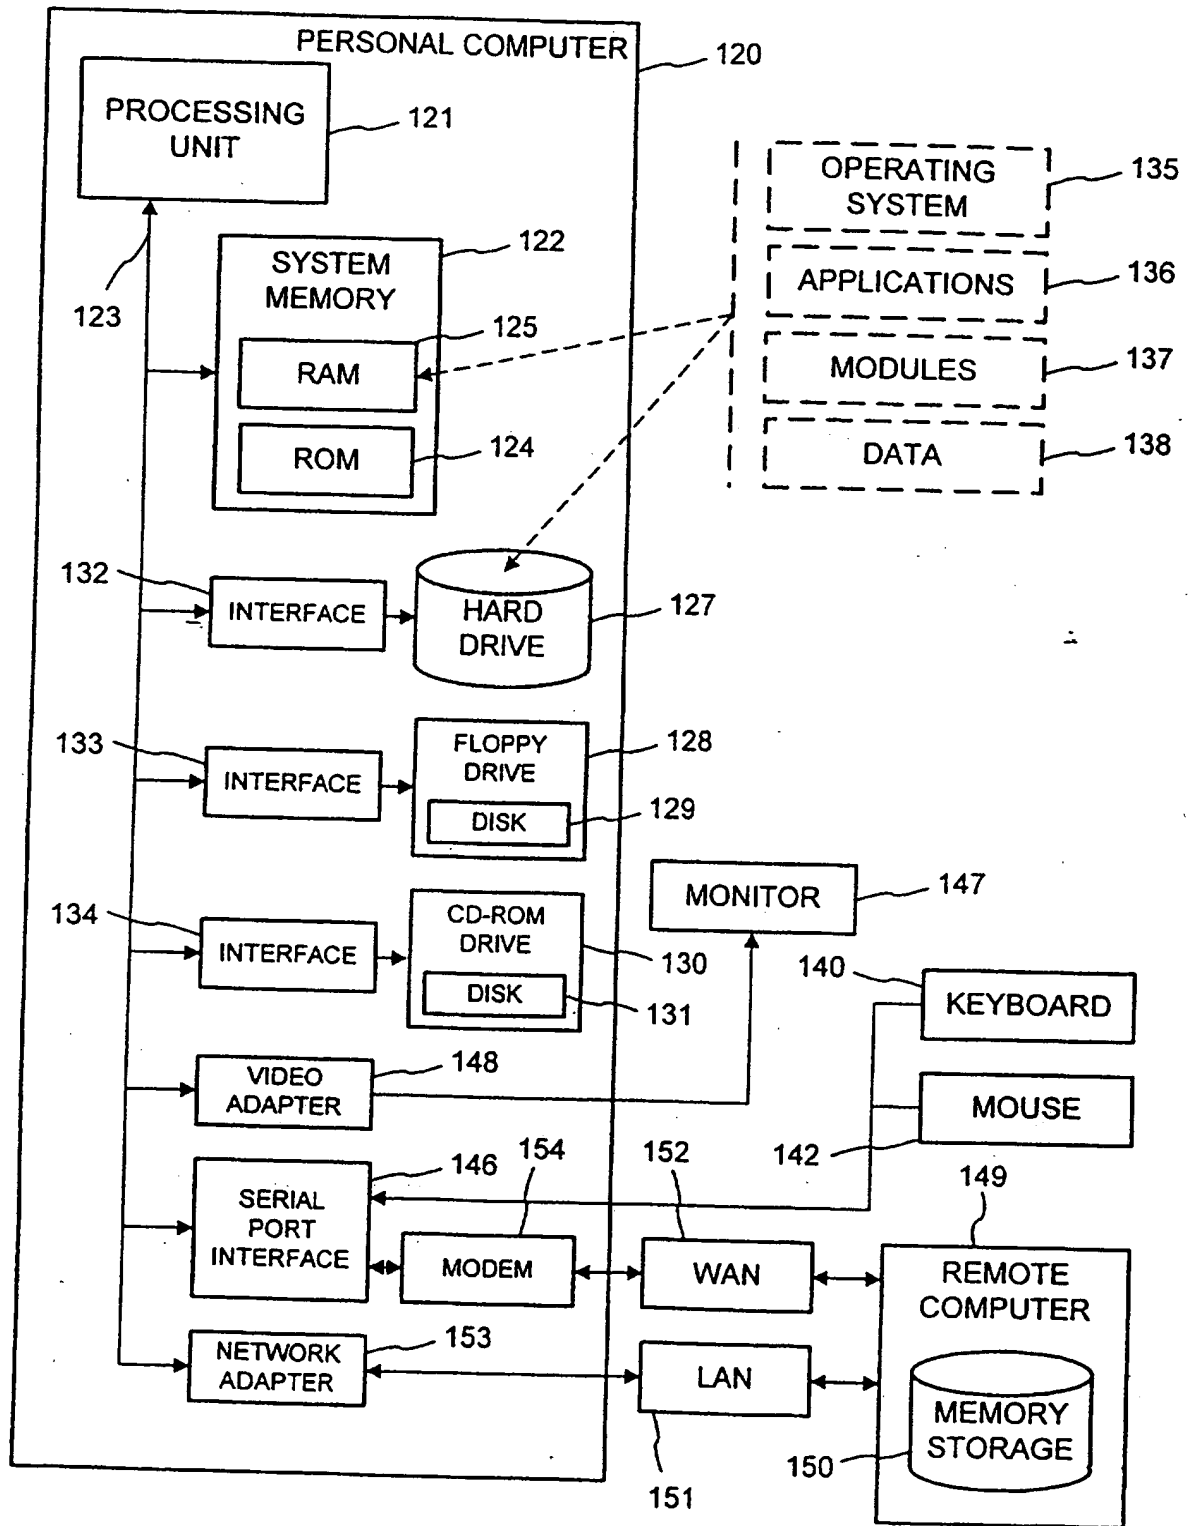 PERSONAL COMPUTER
120
PROCESSING
UNIT
121
123
SYSTEM
MEMORY
122
RAM
125
ROM
124
OPERATING
SYSTEM
135
APPLICATIONS
136
MODULES
137
DATA
138
132
INTERFACE
HARD
DRIVE
127
133
INTERFACE
FLOPPY
DRIVE
128
DISK
129
134
INTERFACE
CD-ROM
DRIVE
130
DISK
131
MONITOR
147
140
KEYBOARD
MOUSE
142
VIDEO
ADAPTER
148
SERIAL
PORT
INTERFACE
146
154
MODEM
152
WAN
149
REMOTE
COMPUTER
MEMORY
STORAGE
150
NETWORK
ADAPTER
153
LAN
151